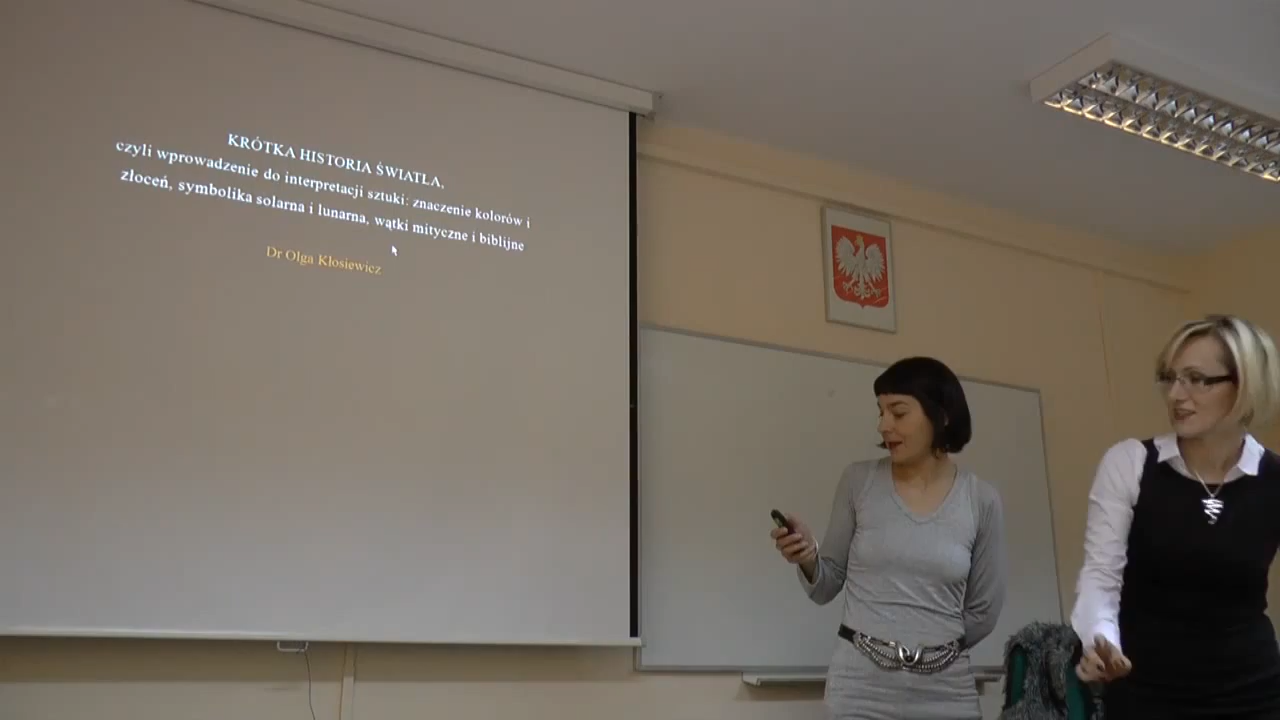 KRÓTKA HISTORIA ŚWIATŁA,
czyli wprowadzenie do interpretacji sztuki: znaczenie kolorów i
złoceń, symbolika solarna i lunarna, wątki mityczne i biblijne
Dr Olga Kłosiewicz